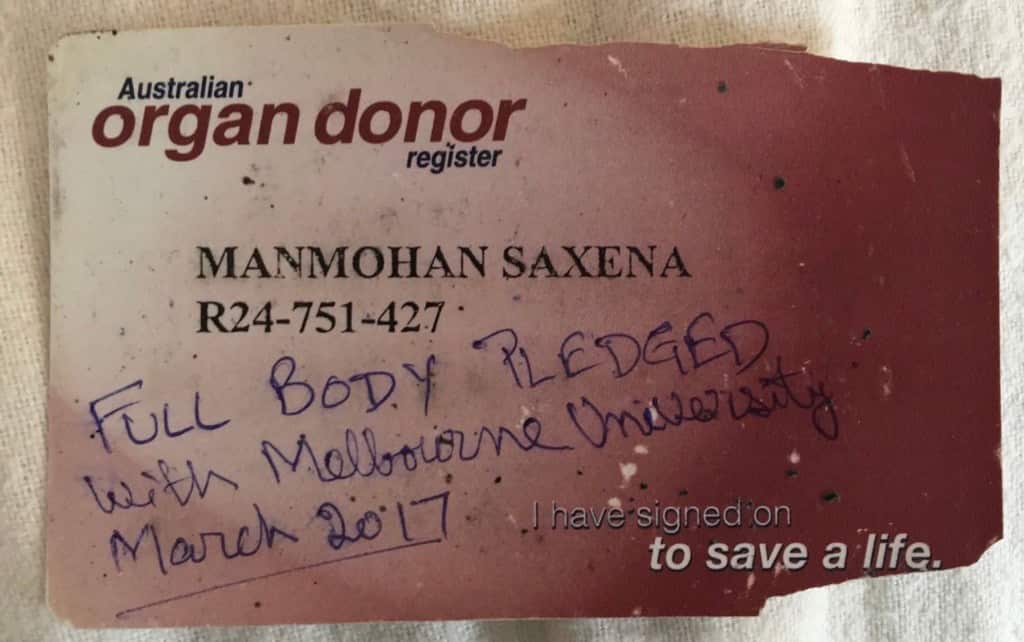 Australian
organ donor
register
MANMOHAN SAXENA
R24-751-427
FULL BODY PLEDGED
with Melbourne University
March 2017
I have signed on
to save a life.